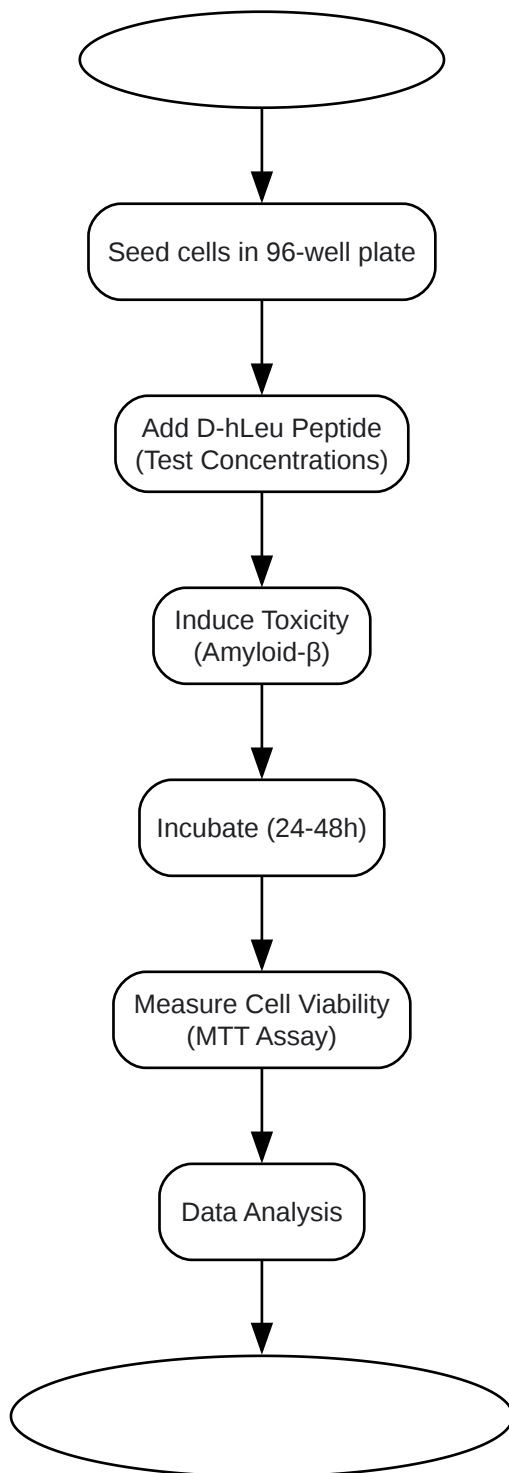 Seed cells in 96-well plate
Add D-hLeu Peptide
(Test Concentrations)
Induce Toxicity
(Amyloid-β)
Incubate (24-48h)
Measure Cell Viability
(MTT Assay)
Data Analysis